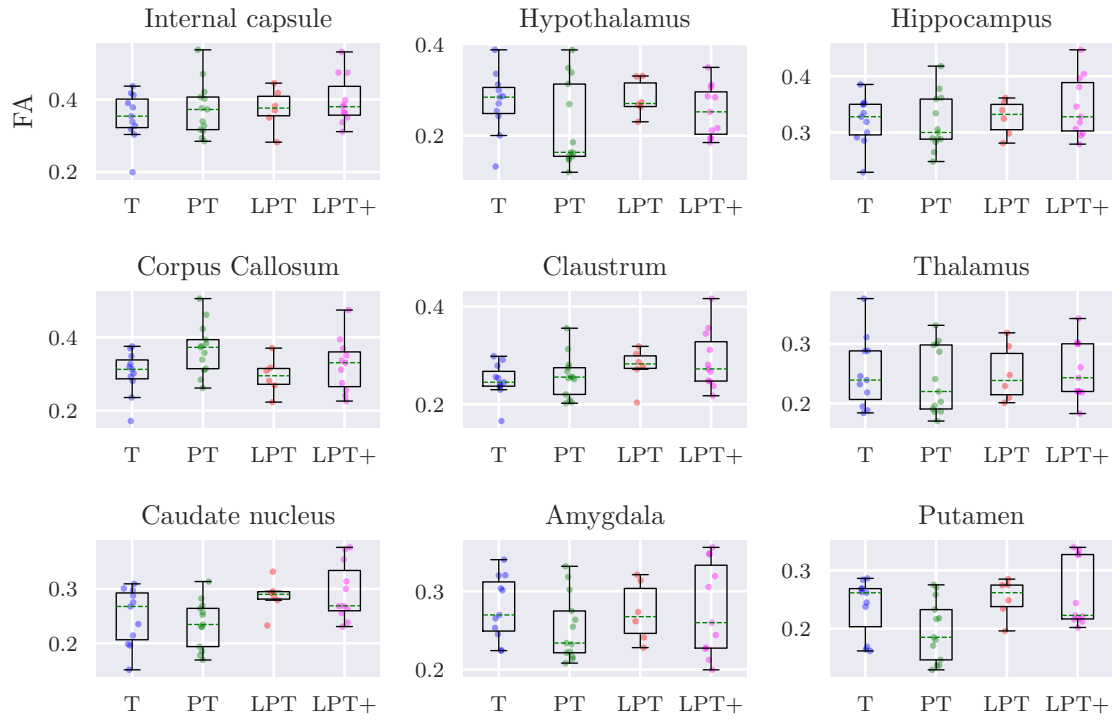 Internal capsule Hypothalamus Hippocampus
FA
0.4
0.2
0.4
0.2
0.4
0.3
T PT LPT LPT+ T PT LPT LPT+ T PT LPT LPT+
Corpus Callosum Claustrum Thalamus
0.4
0.2
0.4
0.2
0.3
0.2
T PT LPT LPT+ T PT LPT LPT+ T PT LPT LPT+
Caudate nucleus Amygdala Putamen
0.3
0.2
0.3
0.2
0.3
0.2
T PT LPT LPT+ T PT LPT LPT+ T PT LPT LPT+